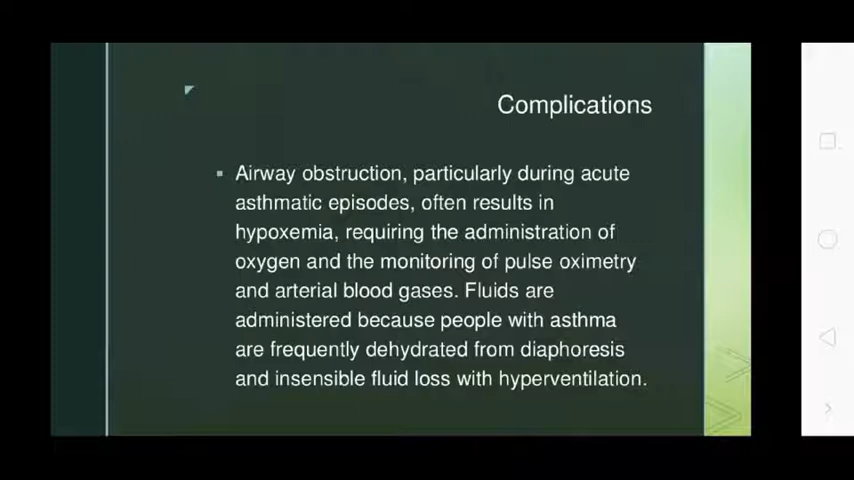 Complications
Airway obstruction, particularly during acute
asthmatic episodes, often results in
hypoxemia, requiring the administration of
oxygen and the monitoring of pulse oximetry
and arterial blood gases. Fluids are
administered because people with asthma
are frequently dehydrated from diaphoresis
and insensible fluid loss with hyperventilation.